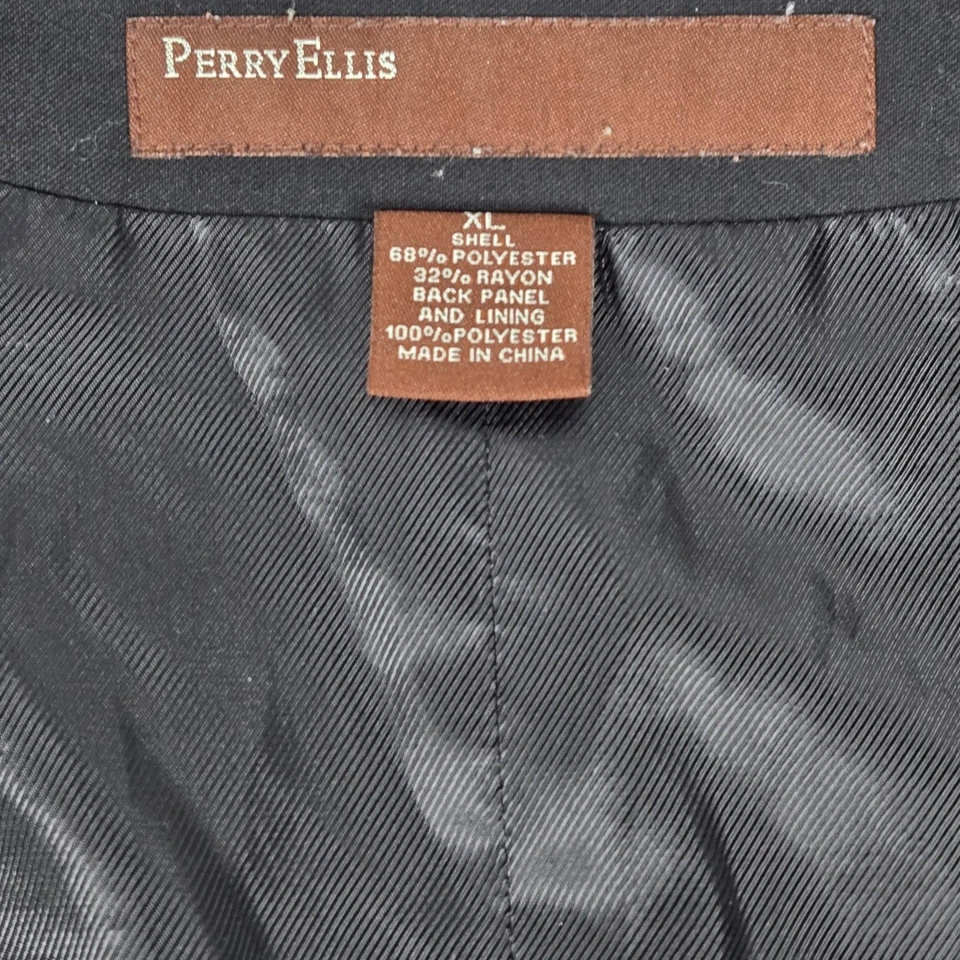 PERRY ELLIS
XL
SHELL
68% POLYESTER
32% RAYON
BACK PANEL
AND LINING
100% POLYESTER
MADE IN CHINA